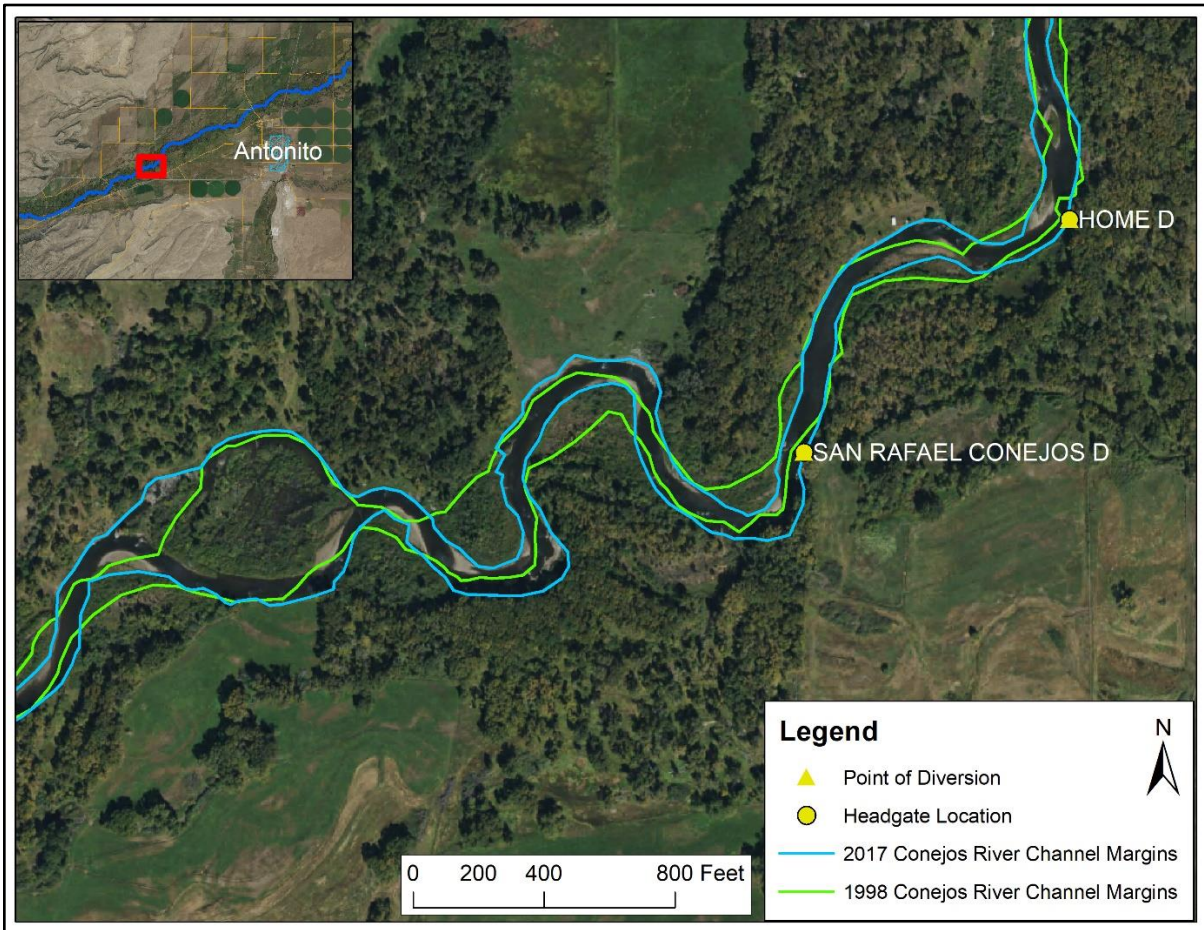 Antonito
HOME D
SAN RAFAEL CONEJOS D
Legend
N
Point of Diversion
Headgate Location
2017 Conejos River Channel Margins
1998 Conejos River Channel Margins
0 200 400 800 Feet